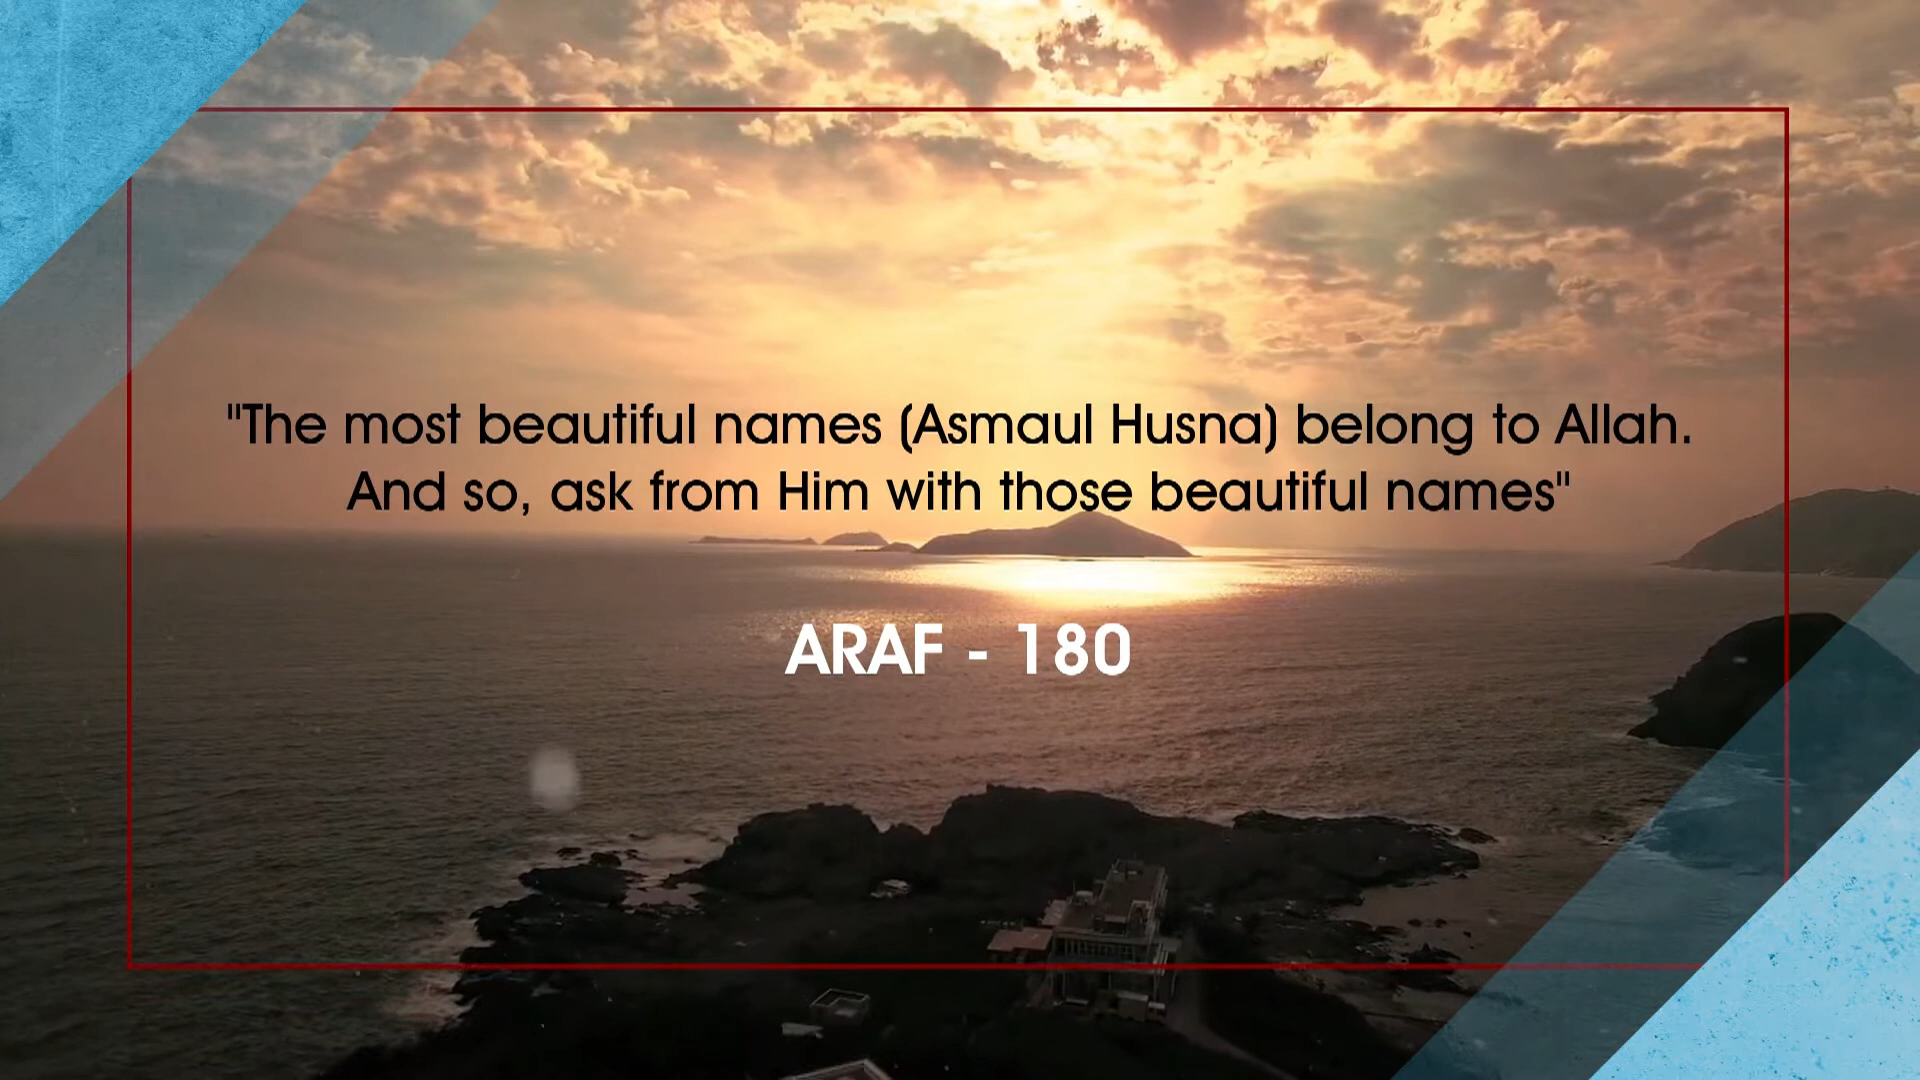 "The most beautiful names (Asmaul Husna) belong to Allah.
And so, ask from Him with those beautiful names"
ARAF - 180